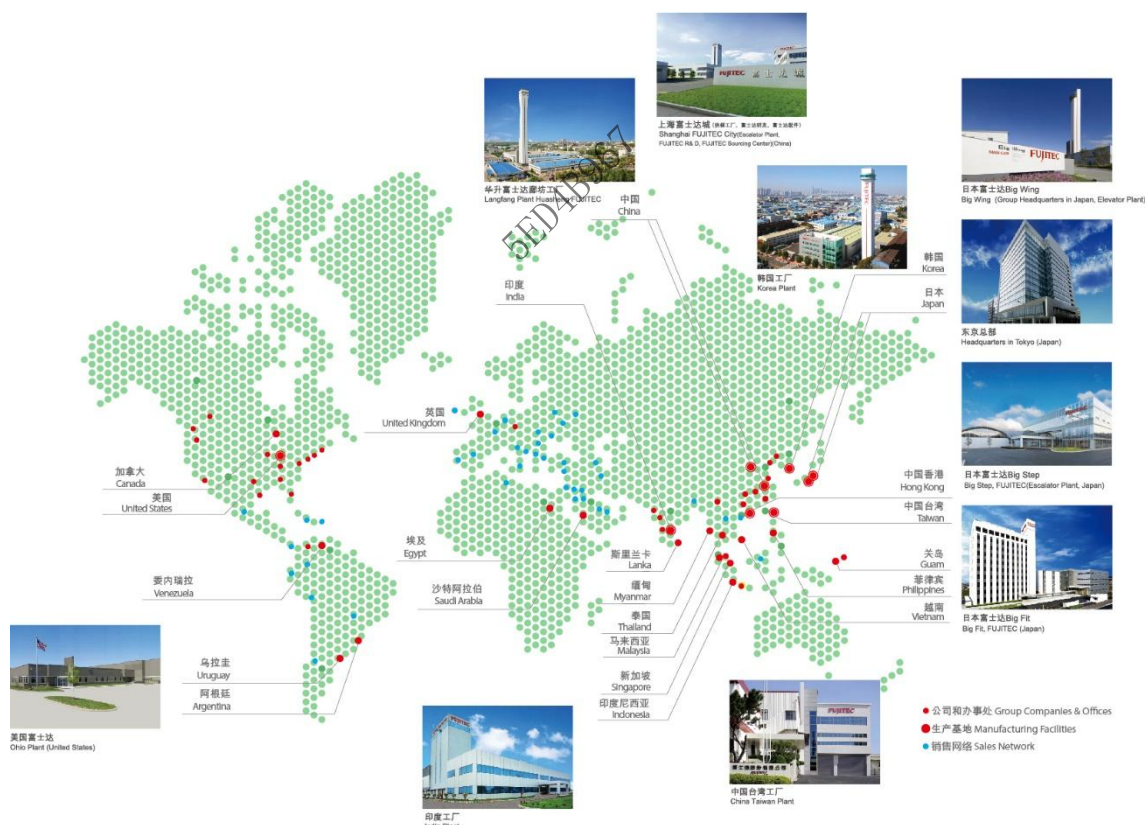 FUJITEC 富士达城
上海富士达城(扶梯工厂、富士达研发、富士达配件)
Shanghai FUJITEC City(Escalator Plant,
FUJITEC R& D, FUJITEC Sourcing Center)(China)
华升富士达廊坊工厂
Langfang Plant Huasheng FUJITEC
5ED4B987
FUJITEC
日本富士达Big Wing
Big Wing (Group Headquarters in Japan, Elevator Plant)
中国
China
韩国工厂
Korea Plant
韩国
Korea
印度
India
日本
Japan
东京总部
Headquarters in Tokyo (Japan)
英国
United Kingdom
FUJITEC
日本富士达Big Step
Big Step, FUJITEC(Escalator Plant, Japan)
加拿大
Canada
美国
United States
中国香港
Hong Kong
中国台湾
Taiwan
埃及
Egypt
斯里兰卡
Lanka
关岛
Guam
委内瑞拉
Venezuela
沙特阿拉伯
Saudi Arabia
缅甸
Myanmar
菲律宾
Philippines
泰国
Thailand
越南
Vietnam
日本富士达Big Fit
Big Fit, FUJITEC (Japan)
马来西亚
Malaysia
乌拉圭
Uruguay
新加坡
Singapore
阿根廷
Argentina
印度尼西亚
Indonesia
美国富士达
Ohio Plant (United States)
FUJITEC
FUJITEC
公司和办事处 Group Companies & Offices
生产基地 Manufacturing Facilities
销售网络 Sales Network
中国台湾工厂
China Taiwan Plant
印度工厂